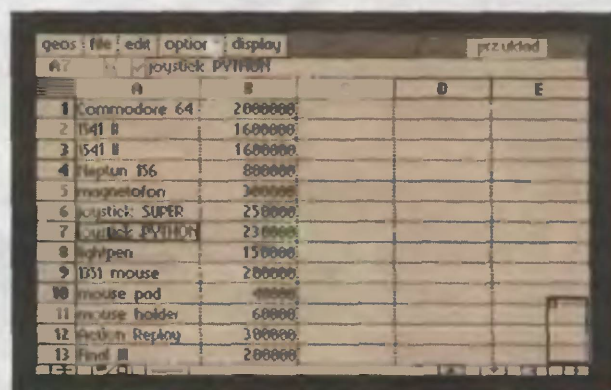 geos file edit option display przykład
A7 joystick PYTHON
A B D E
1 Commodore 64 2000000
2 1541 II 1600000
3 1541 II 1600000
4 Neptun 156 800000
5 magnetofon 300000
6 joystick SUPER 250000
7 joystick PYTHON 230000
8 lightpen 150000
9 1351 mouse 200000
10 mouse pad 40000
11 mouse holder 60000
12 Action Replay 300000
13 Final III 200000